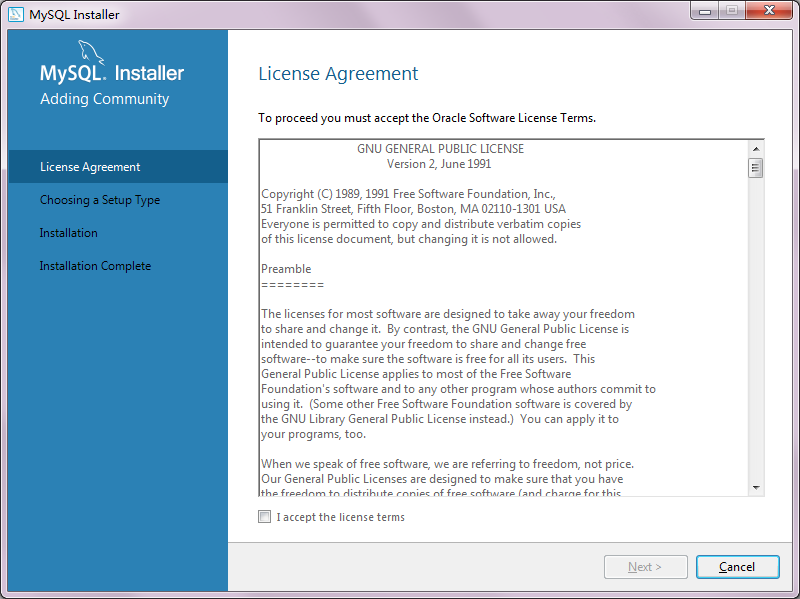 MySQL Installer
MySQL. Installer
Adding Community
License Agreement
Choosing a Setup Type
Installation
Installation Complete
License Agreement
To proceed you must accept the Oracle Software License Terms.
GNU GENERAL PUBLIC LICENSE
Version 2, June 1991
Copyright (C) 1989, 1991 Free Software Foundation, Inc.,
51 Franklin Street, Fifth Floor, Boston, MA 02110-1301 USA
Everyone is permitted to copy and distribute verbatim copies
of this license document, but changing it is not allowed.
Preamble
========
The licenses for most software are designed to take away your freedom
to share and change it.  By contrast, the GNU General Public License is
intended to guarantee your freedom to share and change free
software--to make sure the software is free for all its users.  This
General Public License applies to most of the Free Software
Foundation's software and to any other program whose authors commit to
using it.  (Some other Free Software Foundation software is covered by
the GNU Library General Public License instead.)  You can apply it to
your programs, too.
When we speak of free software, we are referring to freedom, not price.
Our General Public Licenses are designed to make sure that you have
the freedom to distribute copies of free software (and charge for this
I accept the license terms
Next >
Cancel